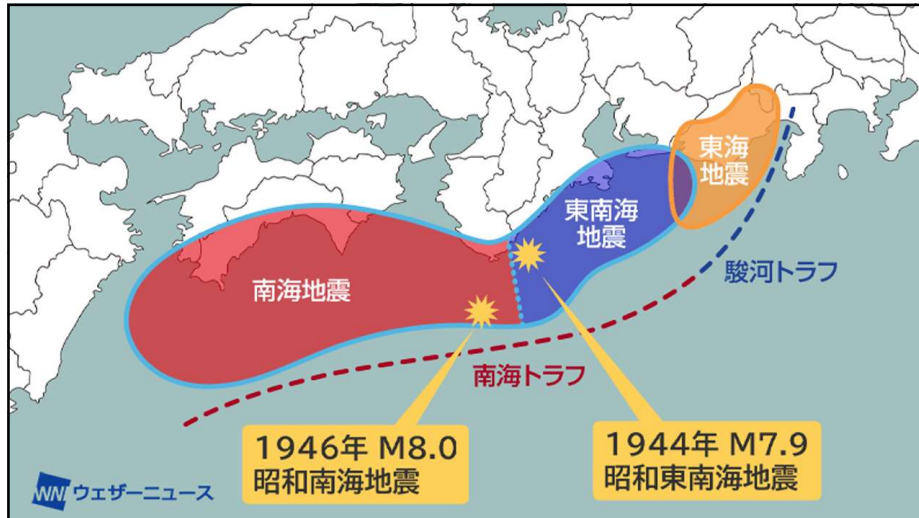 東海
地震
東南海
地震
南海地震
駿河トラフ
南海トラフ
1946年 M8.0
昭和南海地震
1944年 M7.9
昭和東南海地震
WNI ウェザーニュース